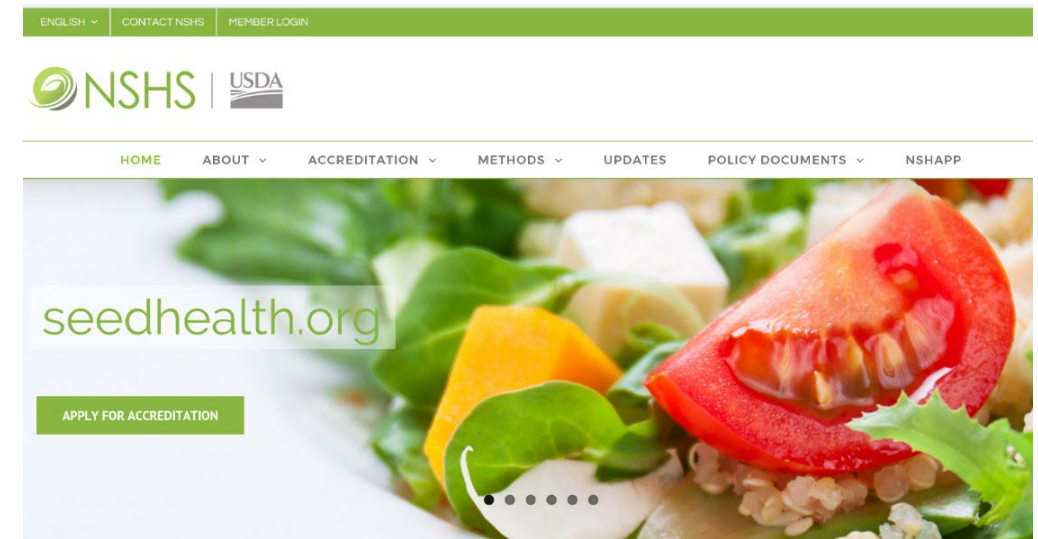 ENGLISH CONTACT NSHS MEMBER LOGIN
NSHS USDA
HOME ABOUT ACCREDITATION METHODS UPDATES POLICY DOCUMENTS NSHAPP
seedhealth.org
APPLY FOR ACCREDITATION